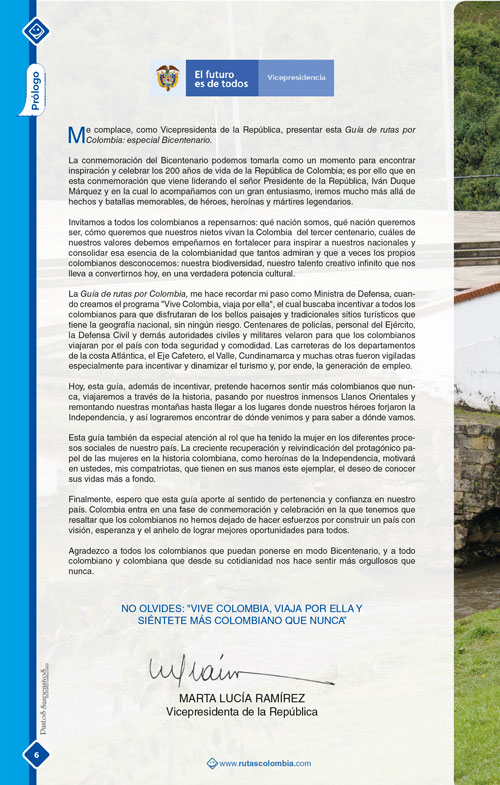 Prólogo
El futuro
es de todos
Vicepresidencia
Me complace, como Vicepresidenta de la República, presentar esta Guía de rutas por
Colombia: especial Bicentenario.
La conmemoración del Bicentenario podemos tomarla como un momento para encontrar
inspiración y celebrar los 200 años de vida de la República de Colombia; es por ello que en
esta conmemoración que viene liderando el señor Presidente de la República, Iván Duque
Márquez y en la cual lo acompañamos con un gran entusiasmo, iremos mucho más allá de
hechos y batallas memorables, de héroes, heroínas y mártires legendarios.
Invitamos a todos los colombianos a repensarnos: qué nación somos, qué nación queremos
ser, cómo queremos que nuestros nietos vivan la Colombia del tercer centenario, cuáles de
nuestros valores debemos empeñarnos en fortalecer para inspirar a nuestros nacionales y
consolidar esa esencia de la colombianidad que tantos admiran y que a veces los propios
colombianos desconocemos: nuestra biodiversidad, nuestro talento creativo infinito que nos
lleva a convertirnos hoy, en una verdadera potencia cultural.
La Guía de rutas por Colombia, me hace recordar mi paso como Ministra de Defensa, cuan-
do creamos el programa "Vive Colombia, viaja por ella", el cual buscaba incentivar a todos los
colombianos para que disfrutaran de los bellos paisajes y tradicionales sitios turísticos que
tiene la geografía nacional, sin ningún riesgo. Centenares de policías, personal del Ejército,
la Defensa Civil y demás autoridades civiles y militares velaron para que los colombianos
viajaran por el país con toda seguridad y comodidad. Las carreteras de los departamentos
de la costa Atlántica, el Eje Cafetero, el Valle, Cundinamarca y muchas otras fueron vigiladas
especialmente para incentivar y dinamizar el turismo y, por ende, la generación de empleo.
Hoy, esta guía, además de incentivar, pretende hacernos sentir más colombianos que nun-
ca, viajaremos a través de la historia, pasando por nuestros inmensos Llanos Orientales y
remontando nuestras montañas hasta llegar a los lugares donde nuestros héroes forjaron la
Independencia, y así lograremos encontrar de dónde venimos y para saber a dónde vamos.
Esta guía también da especial atención al rol que ha tenido la mujer en los diferentes proce-
sos sociales de nuestro país. La creciente recuperación y reivindicación del protagónico pa-
pel de las mujeres en la historia colombiana, como heroínas de la Independencia, motivará
en ustedes, mis compatriotas, que tienen en sus manos este ejemplar, el deseo de conocer
sus vidas más a fondo.
Finalmente, espero que esta guía aporte al sentido de pertenencia y confianza en nuestro
país. Colombia entra en una fase de conmemoración y celebración en la que tenemos que
resaltar que los colombianos no hemos dejado de hacer esfuerzos por construir un país con
visión, esperanza y el anhelo de lograr mejores oportunidades para todos.
Agradezco a todos los colombianos que puedan ponerse en modo Bicentenario, y a todo
colombiano y colombiana que desde su cotidianidad nos hace sentir más orgullosos que
nunca.
NO OLVIDES: "VIVE COLOMBIA, VIAJA POR ELLA Y
SIÉNTETE MÁS COLOMBIANO QUE NUNCA"
MARTA LUCÍA RAMÍREZ
Vicepresidenta de la República
6
www.rutascolombia.com